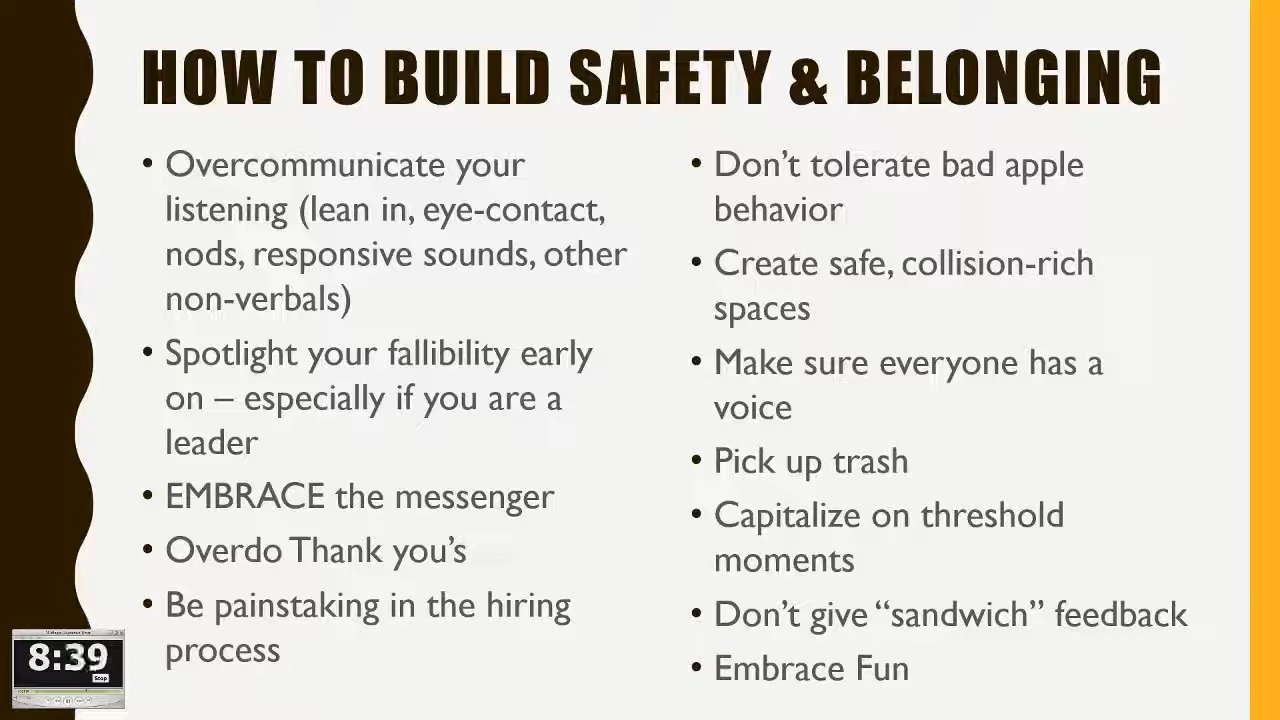 HOW TO BUILD SAFETY & BELONGING
• Overcommunicate your
listening (lean in, eye-contact,
nods, responsive sounds, other
non-verbals)
• Spotlight your fallibility early
on – especially if you are a
leader
• EMBRACE the messenger
• Overdo Thank you’s
• Be painstaking in the hiring
process
• Don’t tolerate bad apple
behavior
• Create safe, collision-rich
spaces
• Make sure everyone has a
voice
• Pick up trash
• Capitalize on threshold
moments
• Don’t give “sandwich” feedback
• Embrace Fun
8:39
Stop